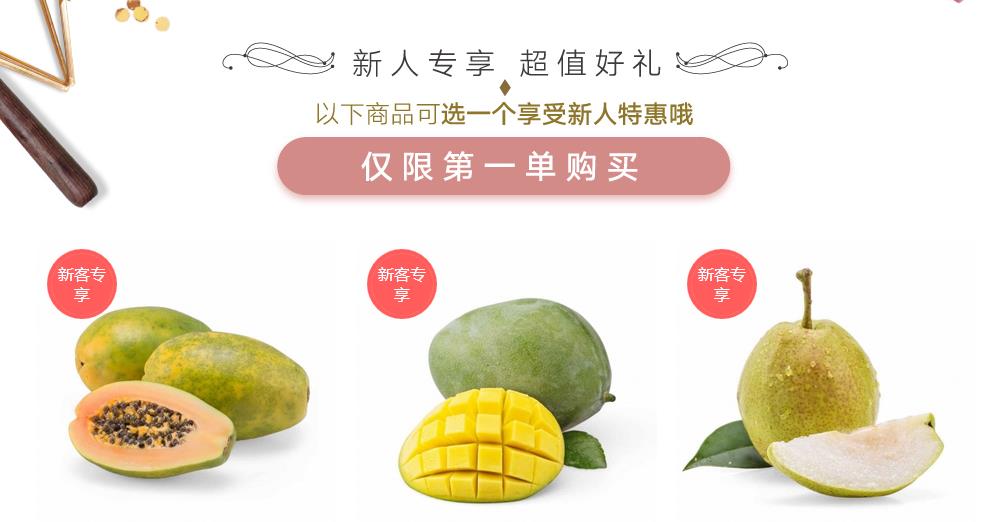 新人专享 超值好礼
以下商品可选一个享受新人特惠哦
仅限第一单购买
新客专
享
新客专
享
新客专
享